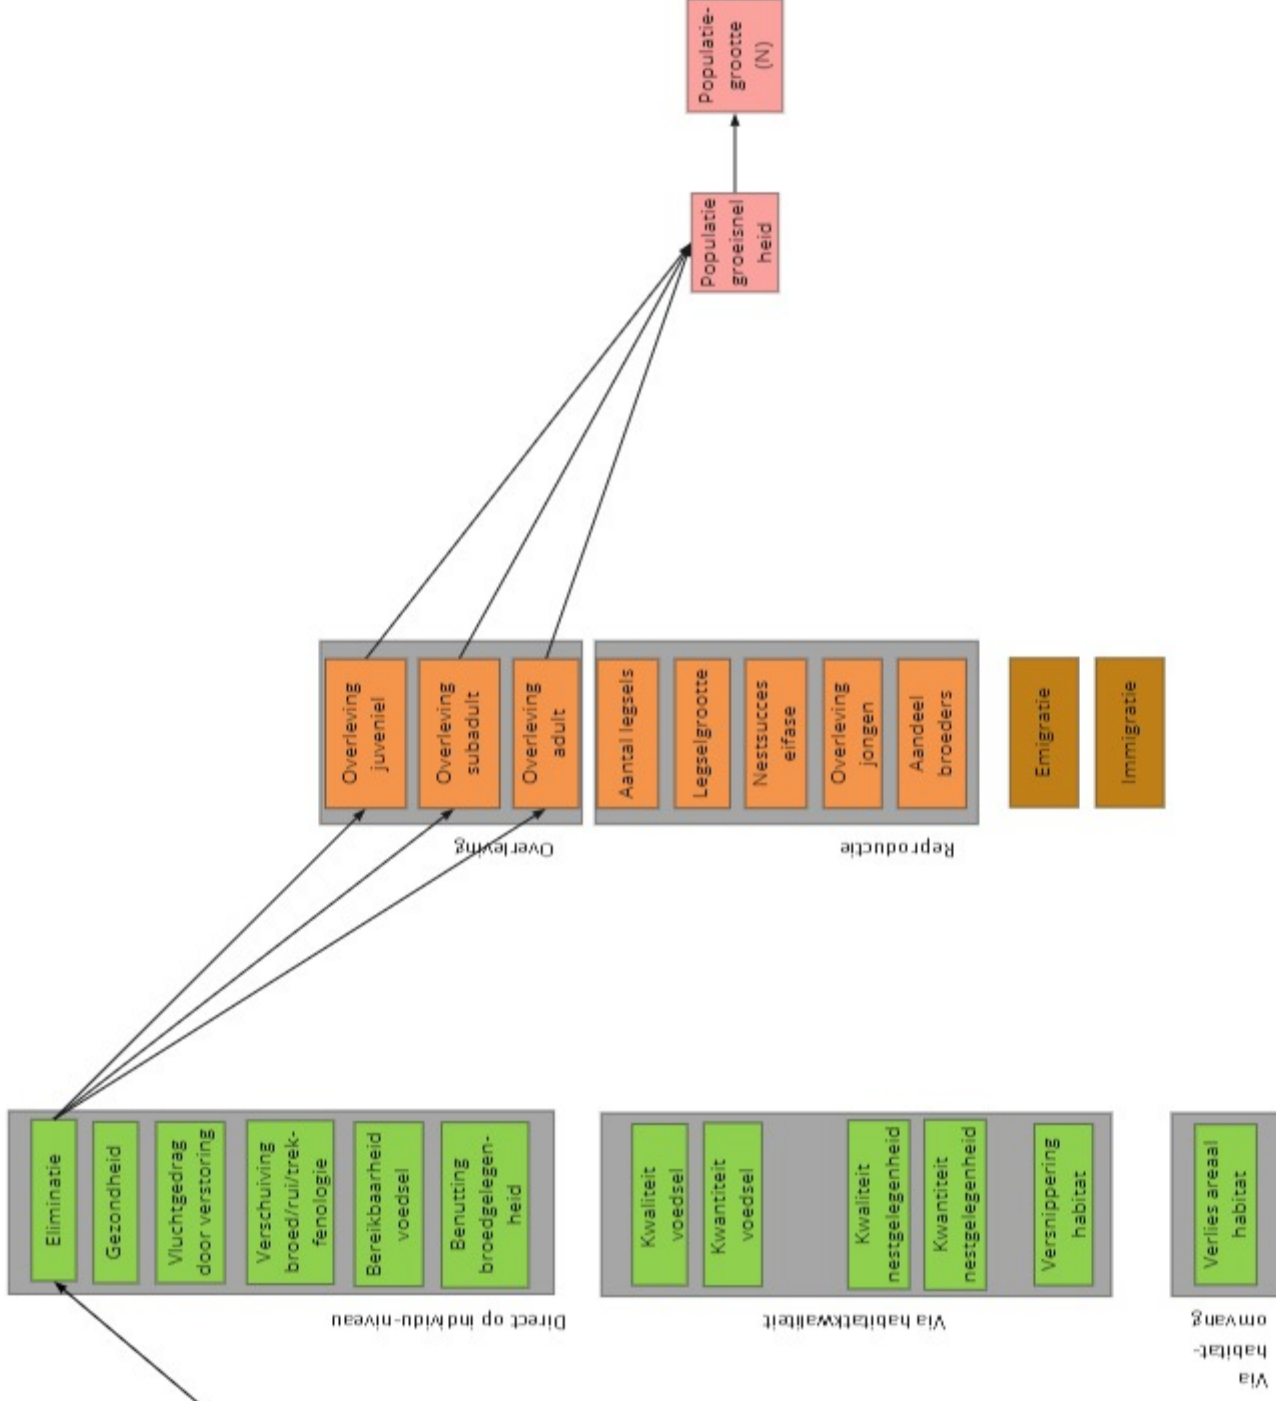 Direct op individu-niveau
Eliminatie
Gezondheid
Vluchtgedrag
door verstoring
Verschuiving
broed/rui/trek-
fenologie
Bereikbaarheid
voedsel
Benutting
broedgelegen-
heid
Via habitatkwaliteit
Kwaliteit
voedsel
Kwantiteit
voedsel
Kwaliteit
nestgelegenheid
Kwantiteit
nestgelegenheid
Versnippering
habitat
Via
habitat-
omvang
Verlies areaal
habitat
Overleving
Overleving
juveniel
Overleving
subadult
Overleving
adult
Reproductie
Aantal legsels
Legselgrootte
Nestsucces
eifase
Overleving
jongen
Aandeel
broeders
Emigratie
Immigratie
Populatie
groeisnel
heid
Populatie-
grootte
(N)